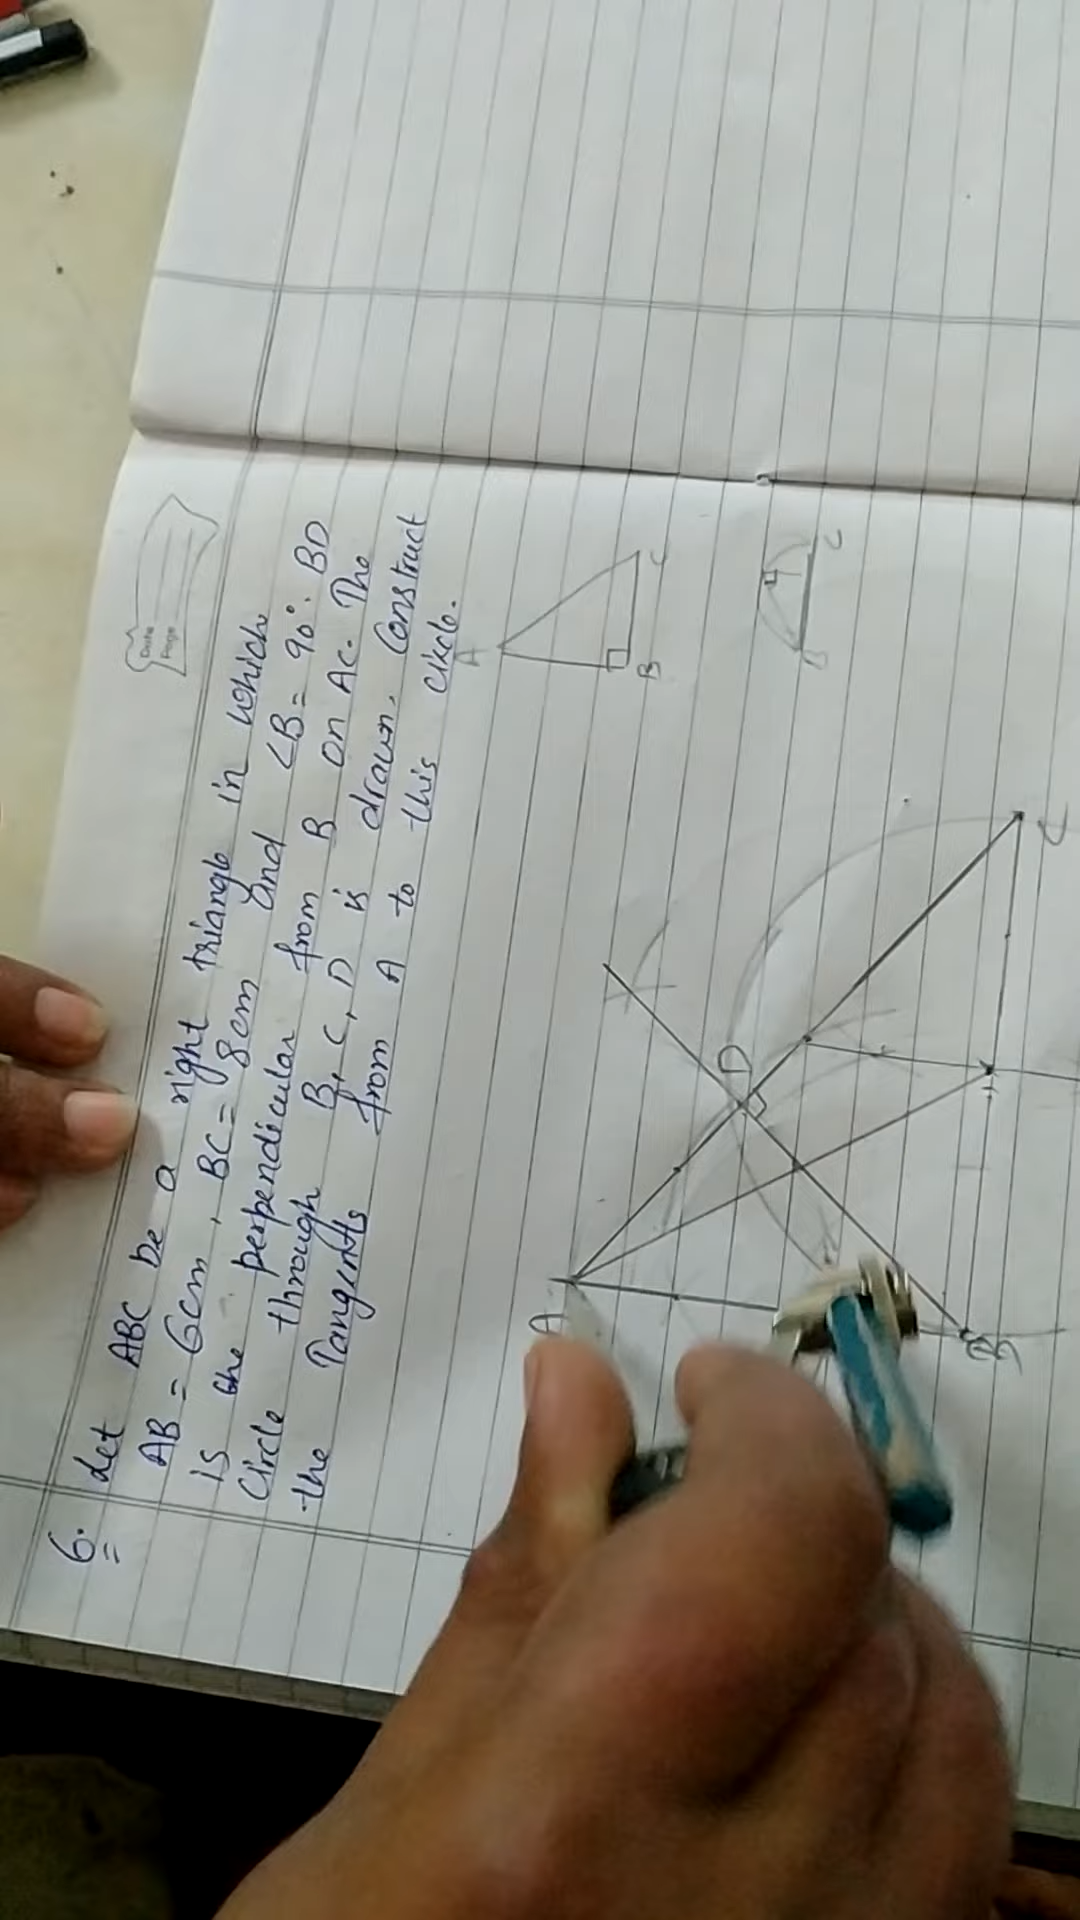 Date
Page
6. Let ABC be a right triangle in which
AB = 6cm, BC = 8cm and ∠B = 90°. BD
is the perpendicular from B on AC. The
Circle through B, C, D is drawn. Construct
the Tangents from A to this circle.
A
B
C
C
A
D
B
C